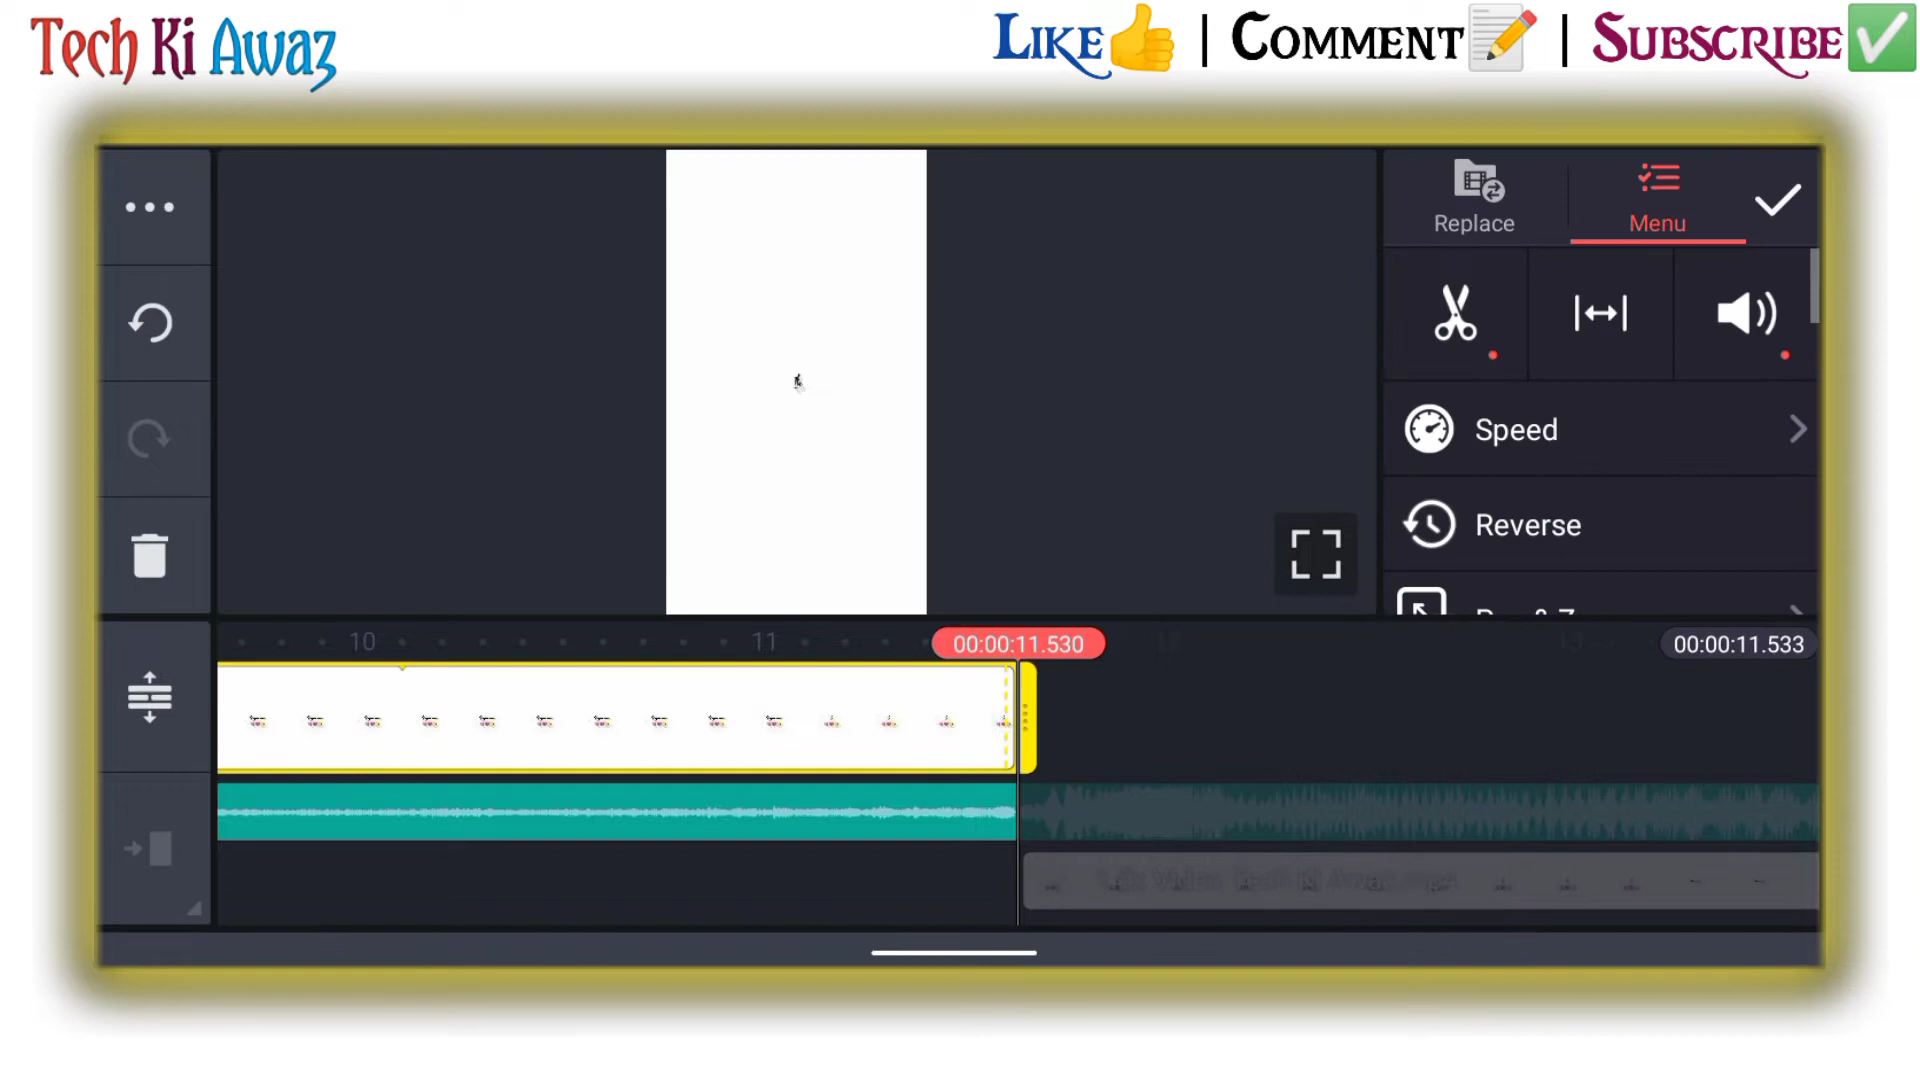 Tech Ki Awaz
Like | Comment | Subscribe
Replace
Menu
Speed
Reverse
10
11
00:00:11.530
00:00:11.533